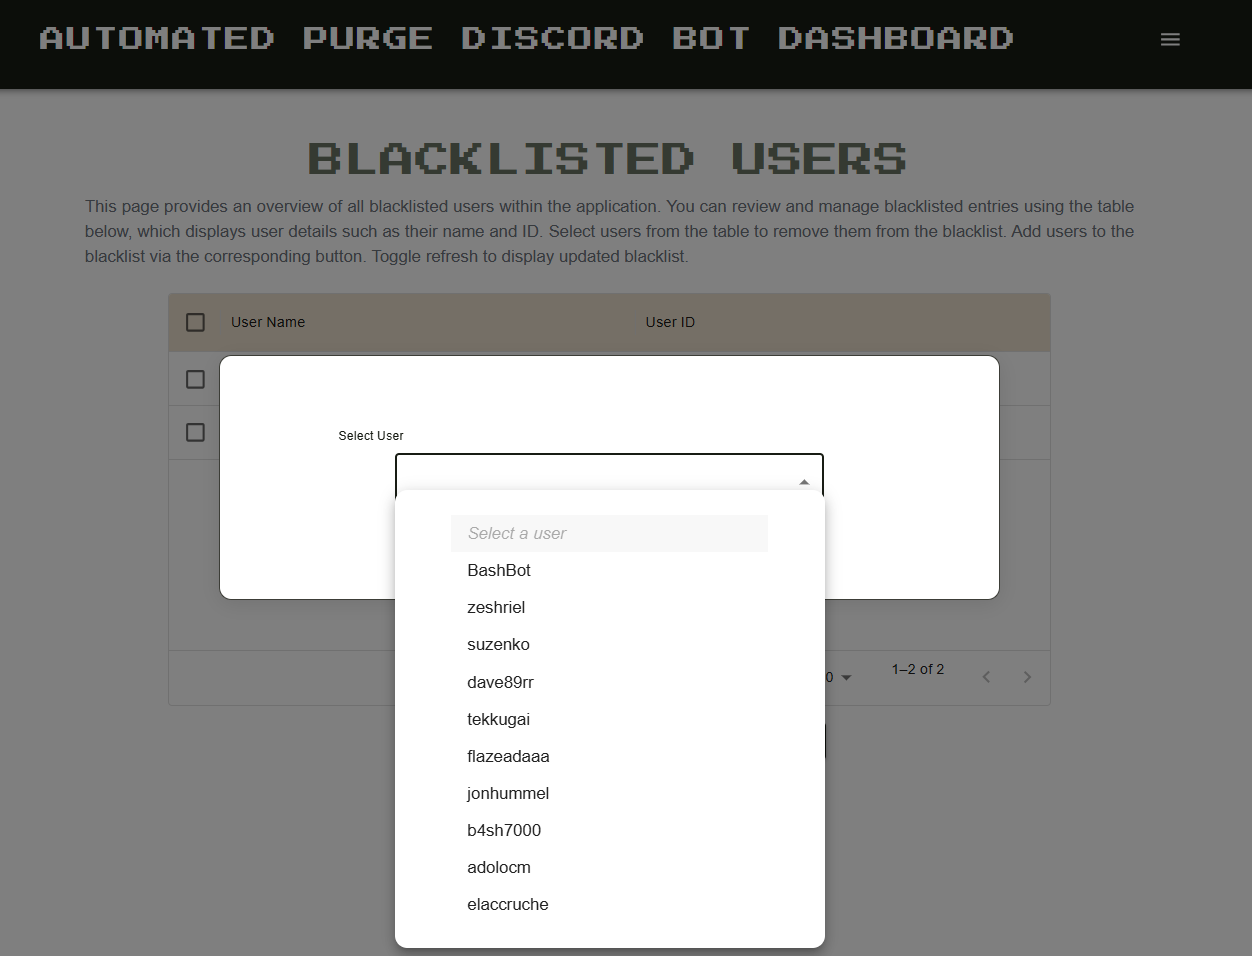 AUTOMATED PURGE DISCORD BOT DASHBOARD
BLACKLISTED USERS
This page provides an overview of all blacklisted users within the application. You can review and manage blacklisted entries using the table
below, which displays user details such as their name and ID. Select users from the table to remove them from the blacklist. Add users to the
blacklist via the corresponding button. Toggle refresh to display updated blacklist.
User Name User ID
Select User
Select a user
BashBot
zeshriel
suzenko
dave89rr
tekkugai
flazeadaaa
jonhummel
b4sh7000
adolocm
elaccruche
0 1–2 of 2